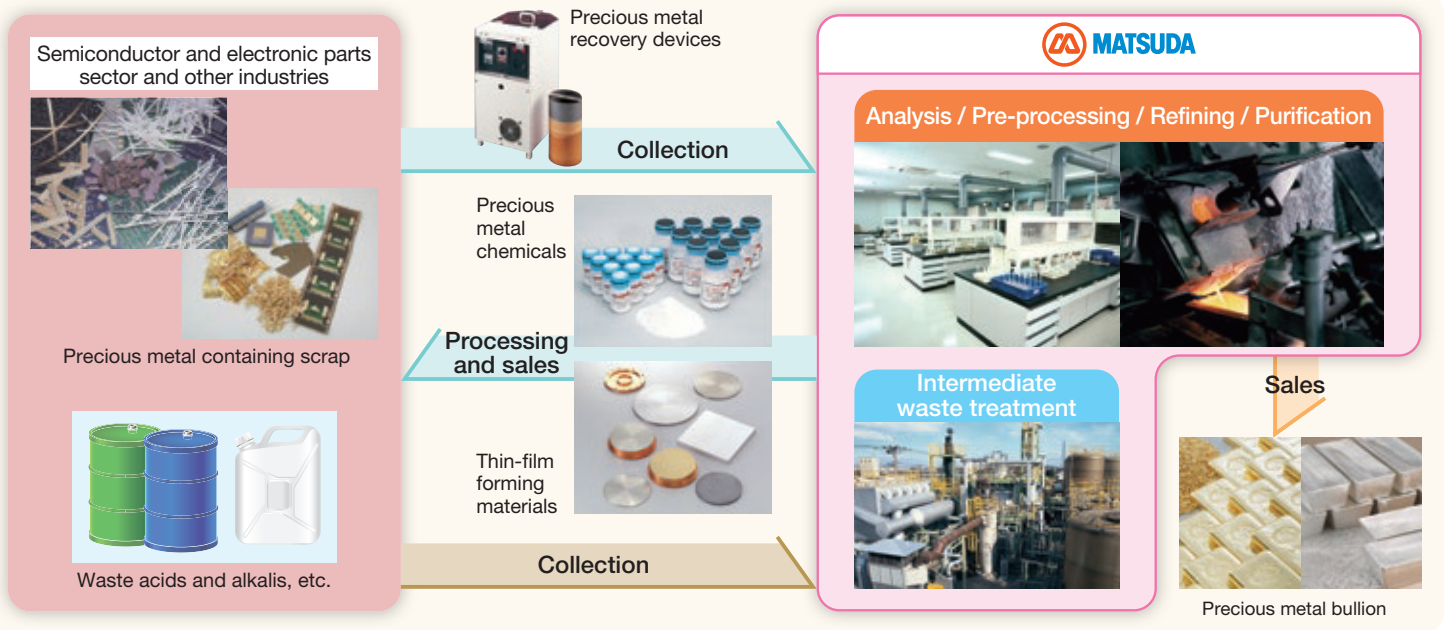 Semiconductor and electronic parts
sector and other industries
Precious metal containing scrap
Waste acids and alkalis, etc.
Precious metal
recovery devices
Collection
Precious
metal
chemicals
Processing
and sales
Thin-film
forming
materials
Collection
MATSUDA
Analysis / Pre-processing / Refining / Purification
Intermediate
waste treatment
Sales
Precious metal bullion